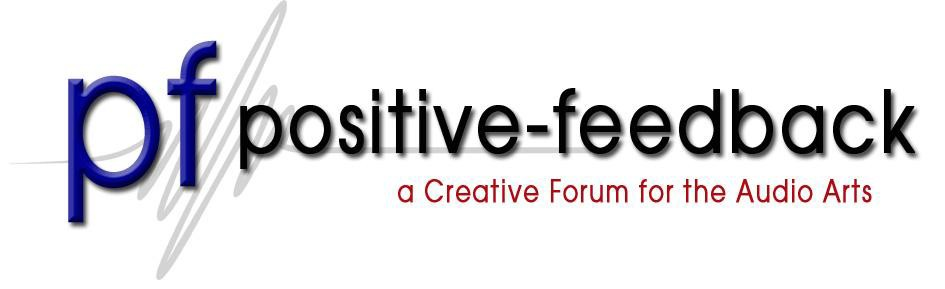 pf positive-feedback
a Creative Forum for the Audio Arts